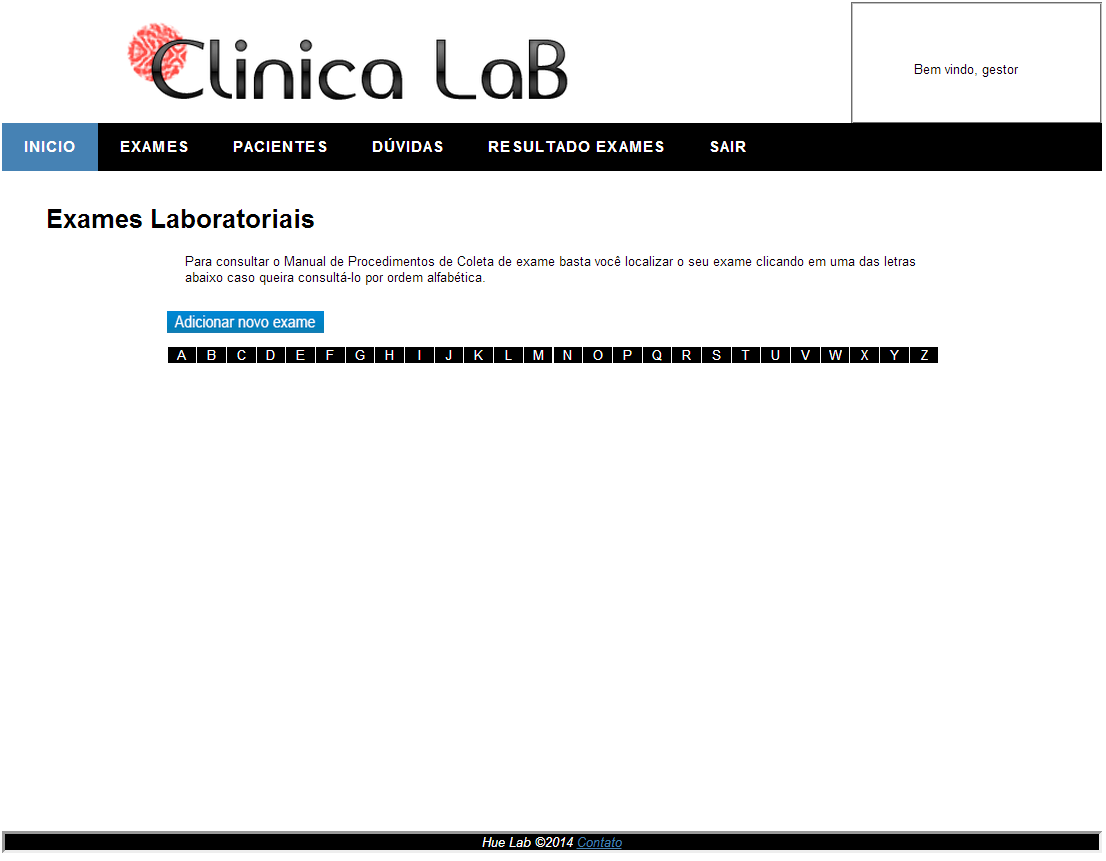 Clinica LaB
Bem vindo, gestor
INICIO EXAMES PACIENTES DÚVIDAS RESULTADO EXAMES SAIR
Exames Laboratoriais
Para consultar o Manual de Procedimentos de Coleta de exame basta você localizar o seu exame clicando em uma das letras
abaixo caso queira consultá-lo por ordem alfabética.
Adicionar novo exame
A B C D E F G H I J K L M N O P Q R S T U V W X Y Z
Hue Lab ©2014 Contato